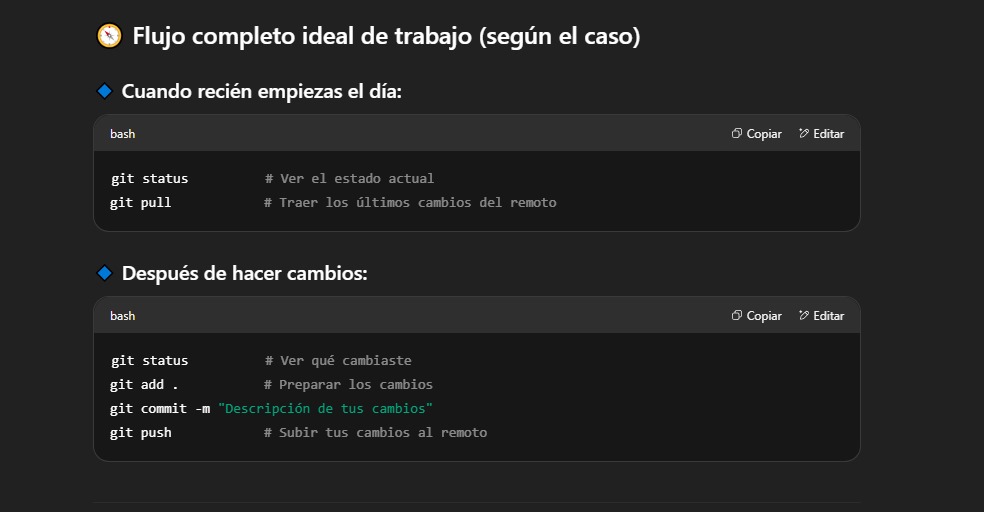 Flujo completo ideal de trabajo (según el caso)
Cuando recién empiezas el día:
bash Copiar Editar
git status # Ver el estado actual
git pull # Traer los últimos cambios del remoto
Después de hacer cambios:
bash Copiar Editar
git status # Ver qué cambiaste
git add . # Preparar los cambios
git commit -m "Descripción de tus cambios"
git push # Subir tus cambios al remoto